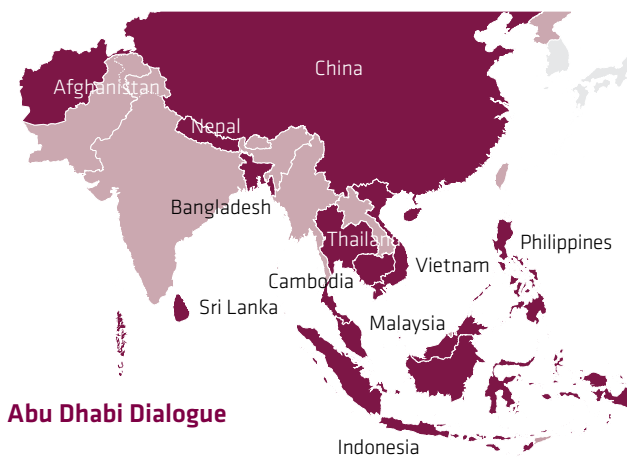 China
Afghanistan
Nepal
Bangladesh
Thailand
Philippines
Vietnam
Cambodia
Sri Lanka
Malaysia
Abu Dhabi Dialogue
Indonesia